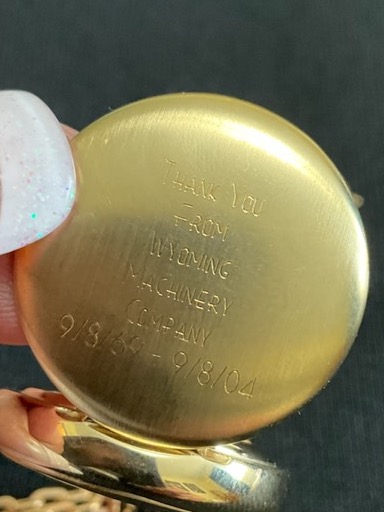 THANK YOU
FROM
WYOMING
MACHINERY
COMPANY
9/8/69 - 9/8/04